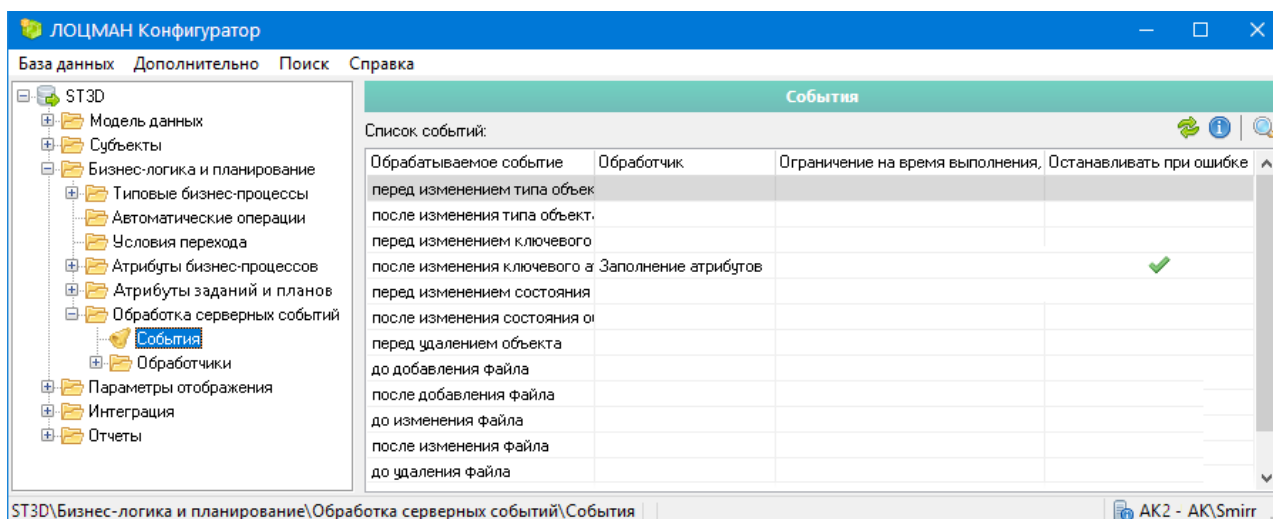 ЛОЦМАН Конфигуратор
База данных Дополнительно Поиск Справка
ST3D
Модель данных
Субъекты
Бизнес-логика и планирование
Типовые бизнес-процессы
Автоматические операции
Условия перехода
Атрибуты бизнес-процессов
Атрибуты заданий и планов
Обработка серверных событий
События
Обработчики
Параметры отображения
Интеграция
Отчеты
События
Список событий:
Обрабатываемое событие Обработчик Ограничение на время выполнения, Останавливать при ошибке
перед изменением типа объек
после изменения типа объект
перед изменением ключевого
после изменения ключевого а Заполнение атрибутов
перед изменением состояния
после изменения состояния о
перед удалением объекта
до добавления файла
после добавления файла
до изменения файла
после изменения файла
до удаления файла
ST3D\Бизнес-логика и планирование\Обработка серверных событий\События AK2 - AK\Smirr